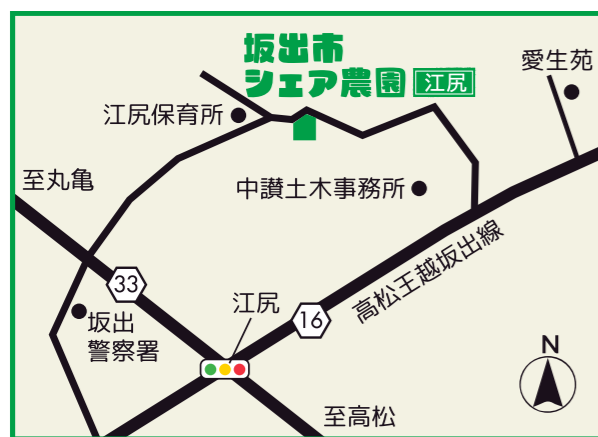 坂出市
シェア農園 江尻
愛生苑
江尻保育所
至丸亀
中讃土木事務所
高松王越坂出線
33
江尻
16
坂出
警察署
N
至高松